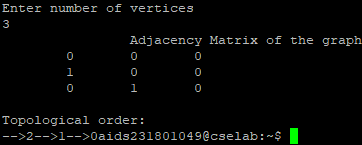 Enter number of vertices
3
Adjacency Matrix of the graph
0 0 0
1 0 0
0 1 0
Topological order:
-->2-->1-->0aids231801049@cselab:~$